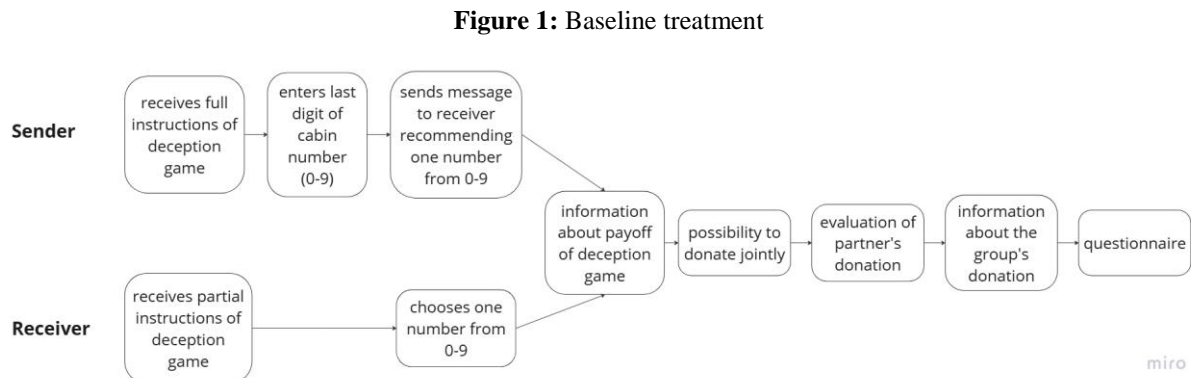 Figure 1: Baseline treatment
Sender
receives full
instructions of
deception
game
enters last
digit of
cabin
number
(0-9)
sends message
to receiver
recommending
one number
from 0-9
information
about payoff
of deception
game
possibility to
donate jointly
evaluation of
partner's
donation
information
about the
group's
donation
questionnaire
Receiver
receives partial
instructions of
deception
game
chooses one
number from
0-9
miro